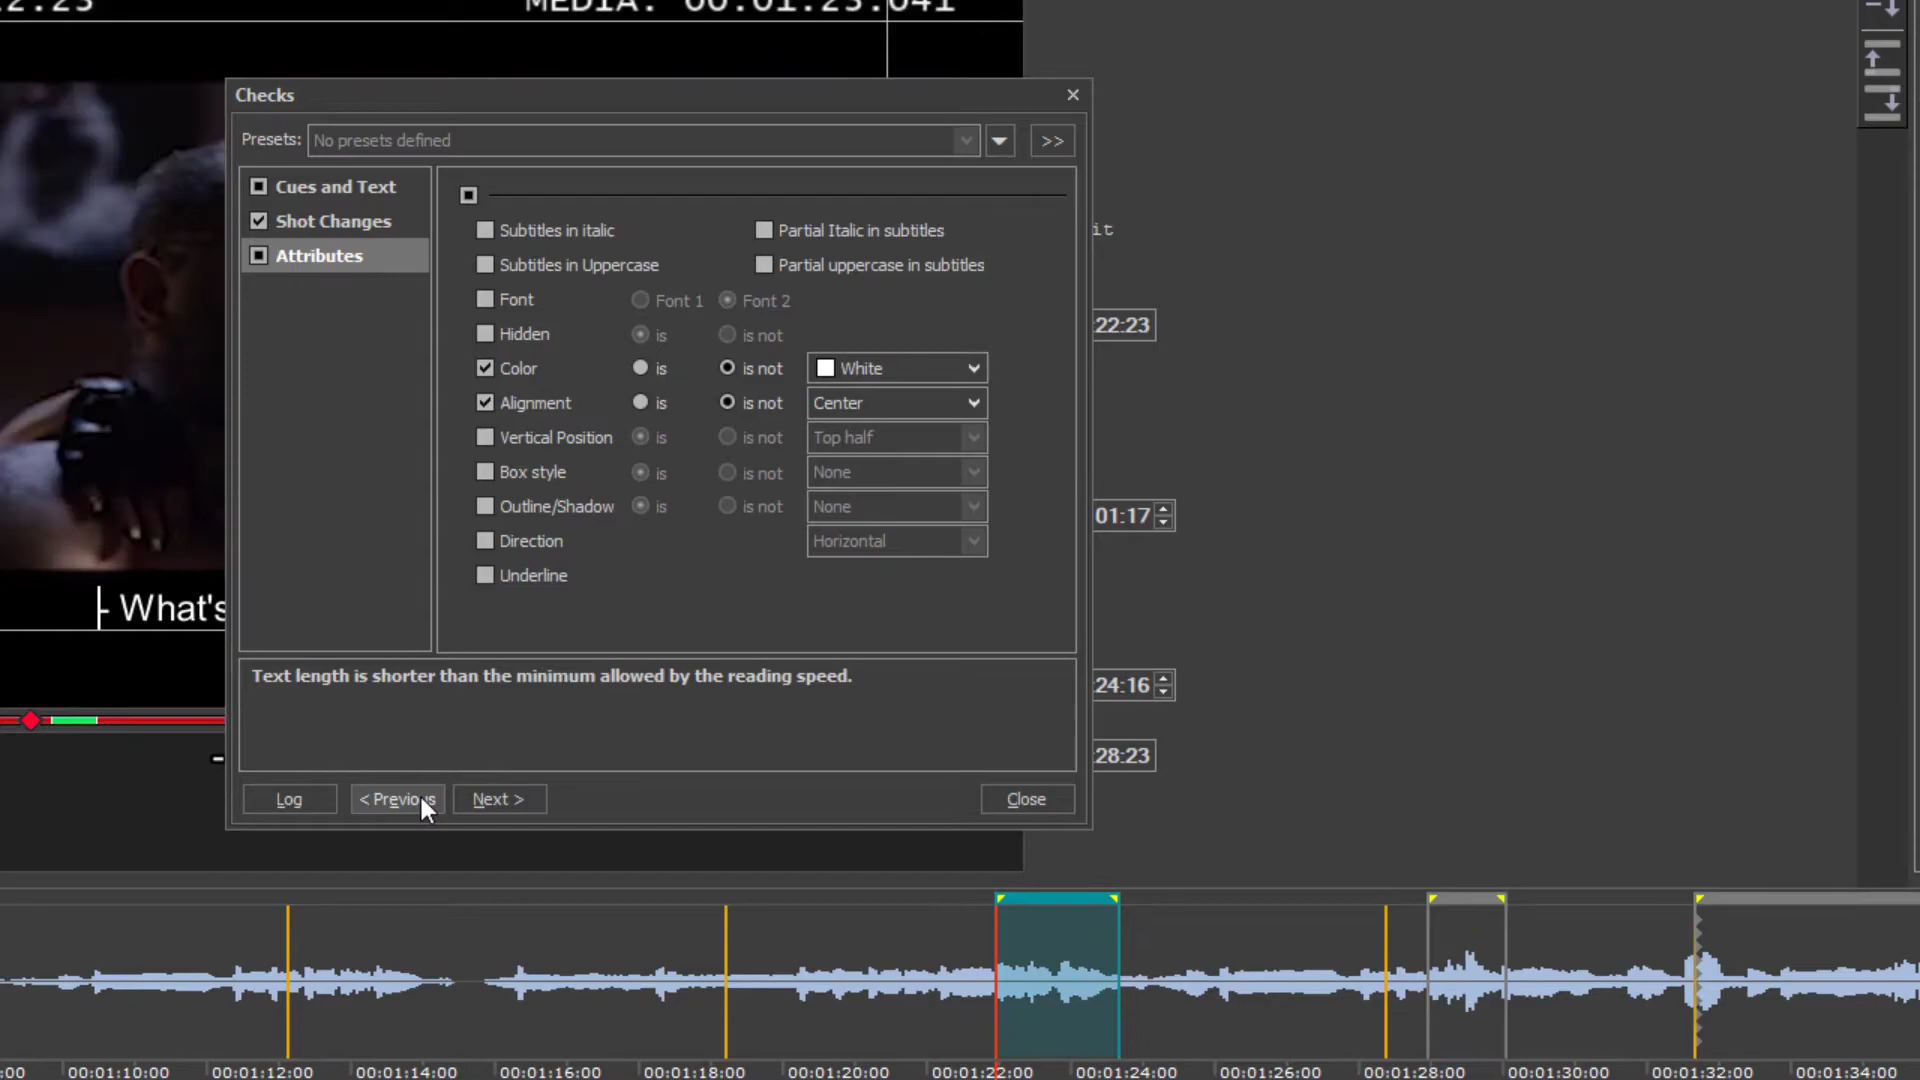 MEDIA: 00:01:23.041
Checks
Presets: No presets defined >>
Cues and Text
Shot Changes
Attributes
Subtitles in italic Partial Italic in subtitles
Subtitles in Uppercase Partial uppercase in subtitles
Font Font 1 Font 2
Hidden is is not
Color is is not White
Alignment is is not Center
Vertical Position is is not Top half
Box style is is not None
Outline/Shadow is is not None
Direction Horizontal
Underline
22:23
01:17
- What's
Text length is shorter than the minimum allowed by the reading speed.
24:16
:28:23
Log < Previous Next > Close
:00 00:01:10:00 00:01:12:00 00:01:14:00 00:01:16:00 00:01:18:00 00:01:20:00 00:01:22:00 00:01:24:00 00:01:26:00 00:01:28:00 00:01:30:00 00:01:32:00 00:01:34:00